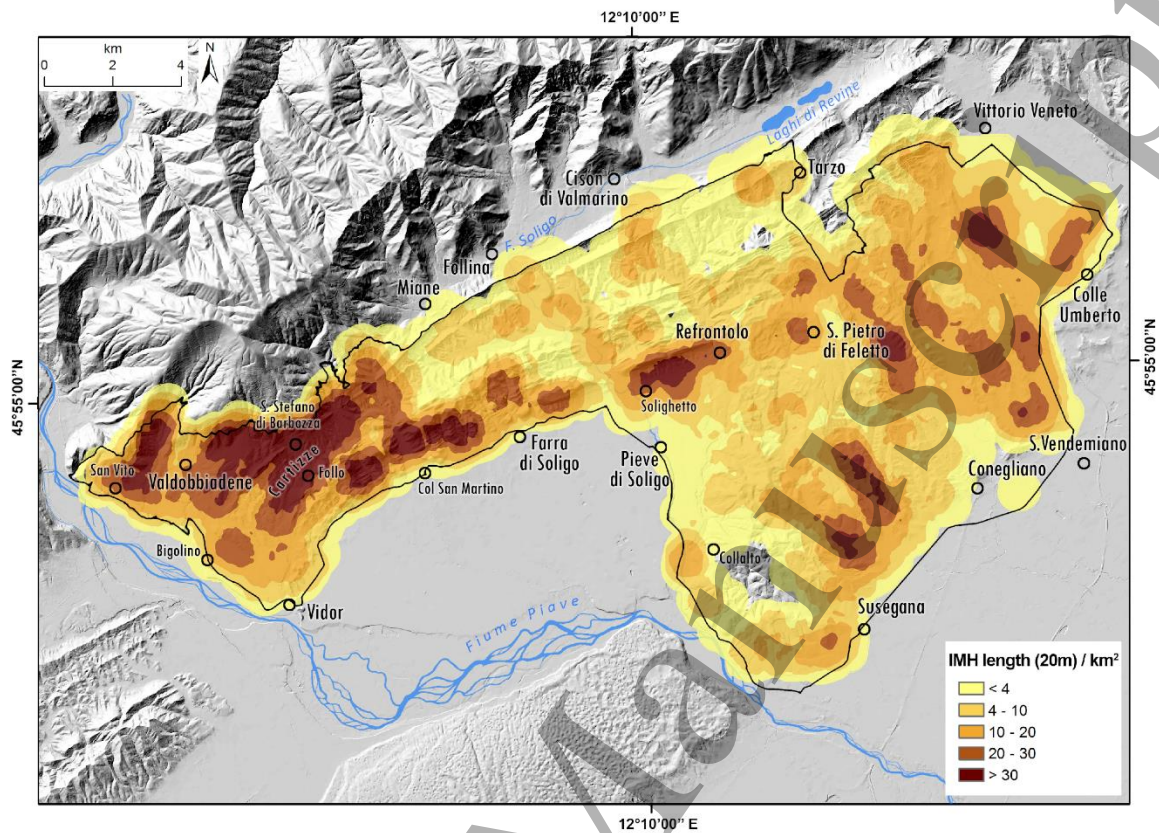 12°10'00'' E
km
N
0
2
4
Vittorio Veneto
Laghi di Revine
Tarzo
Cison
di Valmarino
F. Soligo
Follina
Miane
Colle
Umberto
Refrontolo
S. Pietro
di Feletto
45°55'00''N
45°55'00''N
Solighetto
S. Stefano
di Barbozza
Cartizze
Farra
di Soligo
Pieve
di Soligo
S.Vendemiano
Conegliano
San Vito
Valdobbiadene
Follo
Col San Martino
Bigolino
Collalto
Vidor
Susegana
Fiume Piave
IMH length (20m) / km²
< 4
4 - 10
10 - 20
20 - 30
> 30
12°10'00'' E
Manuscrip